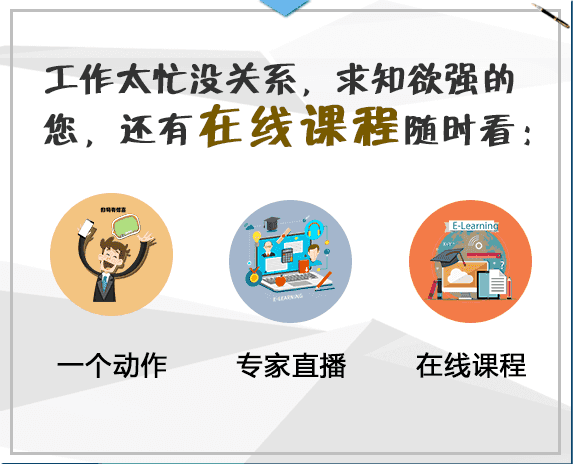 工作太忙没关系，求知欲强的
您，还有在线课程随时看：
E-Learning
E-LEARNING
一个动作
专家直播
在线课程